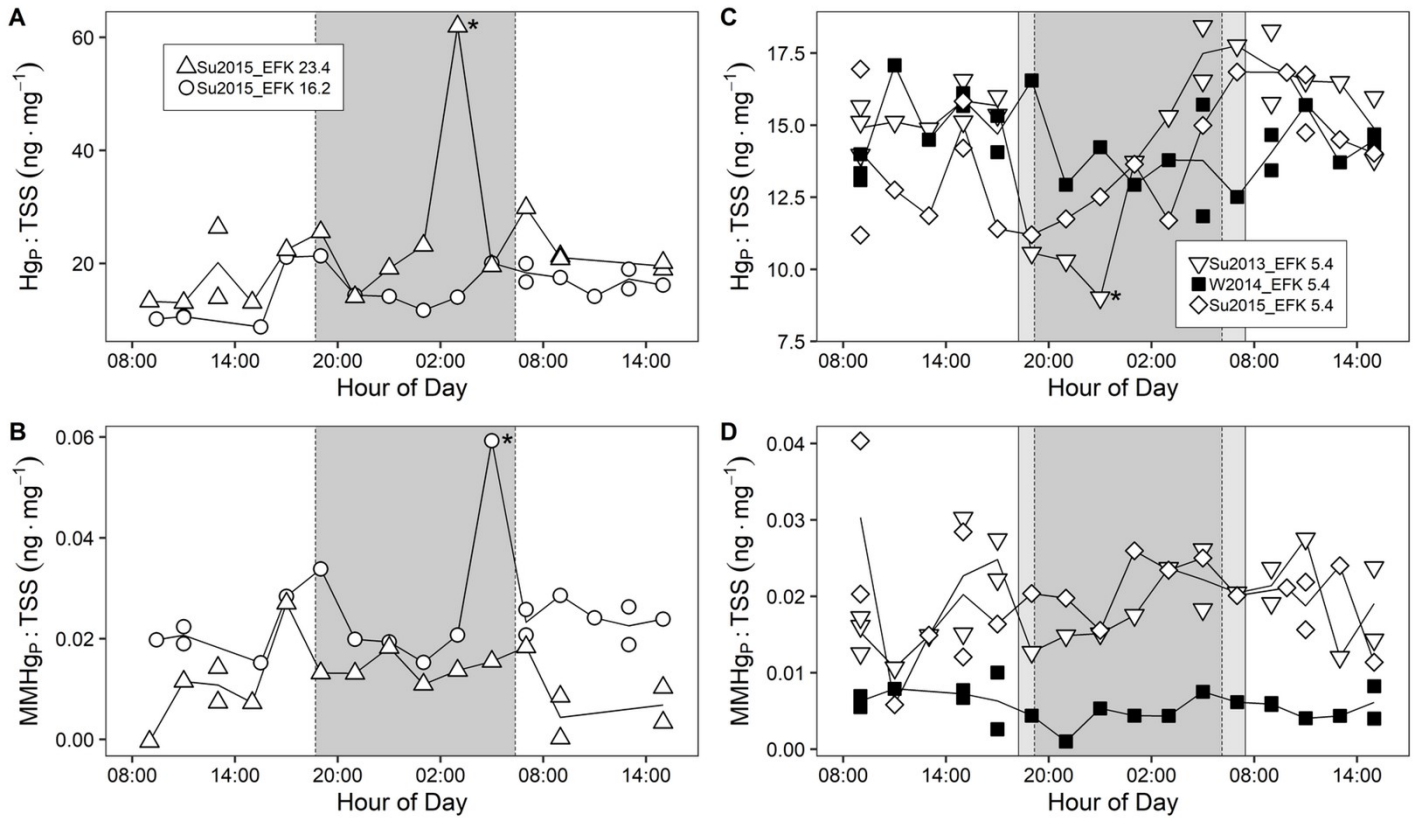 A
Hg_P : TSS (ng · mg⁻¹)
60
40
20
△Su2015_EFK 23.4
○Su2015_EFK 16.2
*
08:00 14:00 20:00 02:00 08:00 14:00
Hour of Day
C
Hg_P : TSS (ng · mg⁻¹)
17.5
15.0
12.5
10.0
7.5
*
▽Su2013_EFK 5.4
■W2014_EFK 5.4
◇Su2015_EFK 5.4
08:00 14:00 20:00 02:00 08:00 14:00
Hour of Day
B
MMHg_P : TSS (ng · mg⁻¹)
0.06
0.04
0.02
0.00
*
08:00 14:00 20:00 02:00 08:00 14:00
Hour of Day
D
MMHg_P : TSS (ng · mg⁻¹)
0.04
0.03
0.02
0.01
0.00
08:00 14:00 20:00 02:00 08:00 14:00
Hour of Day